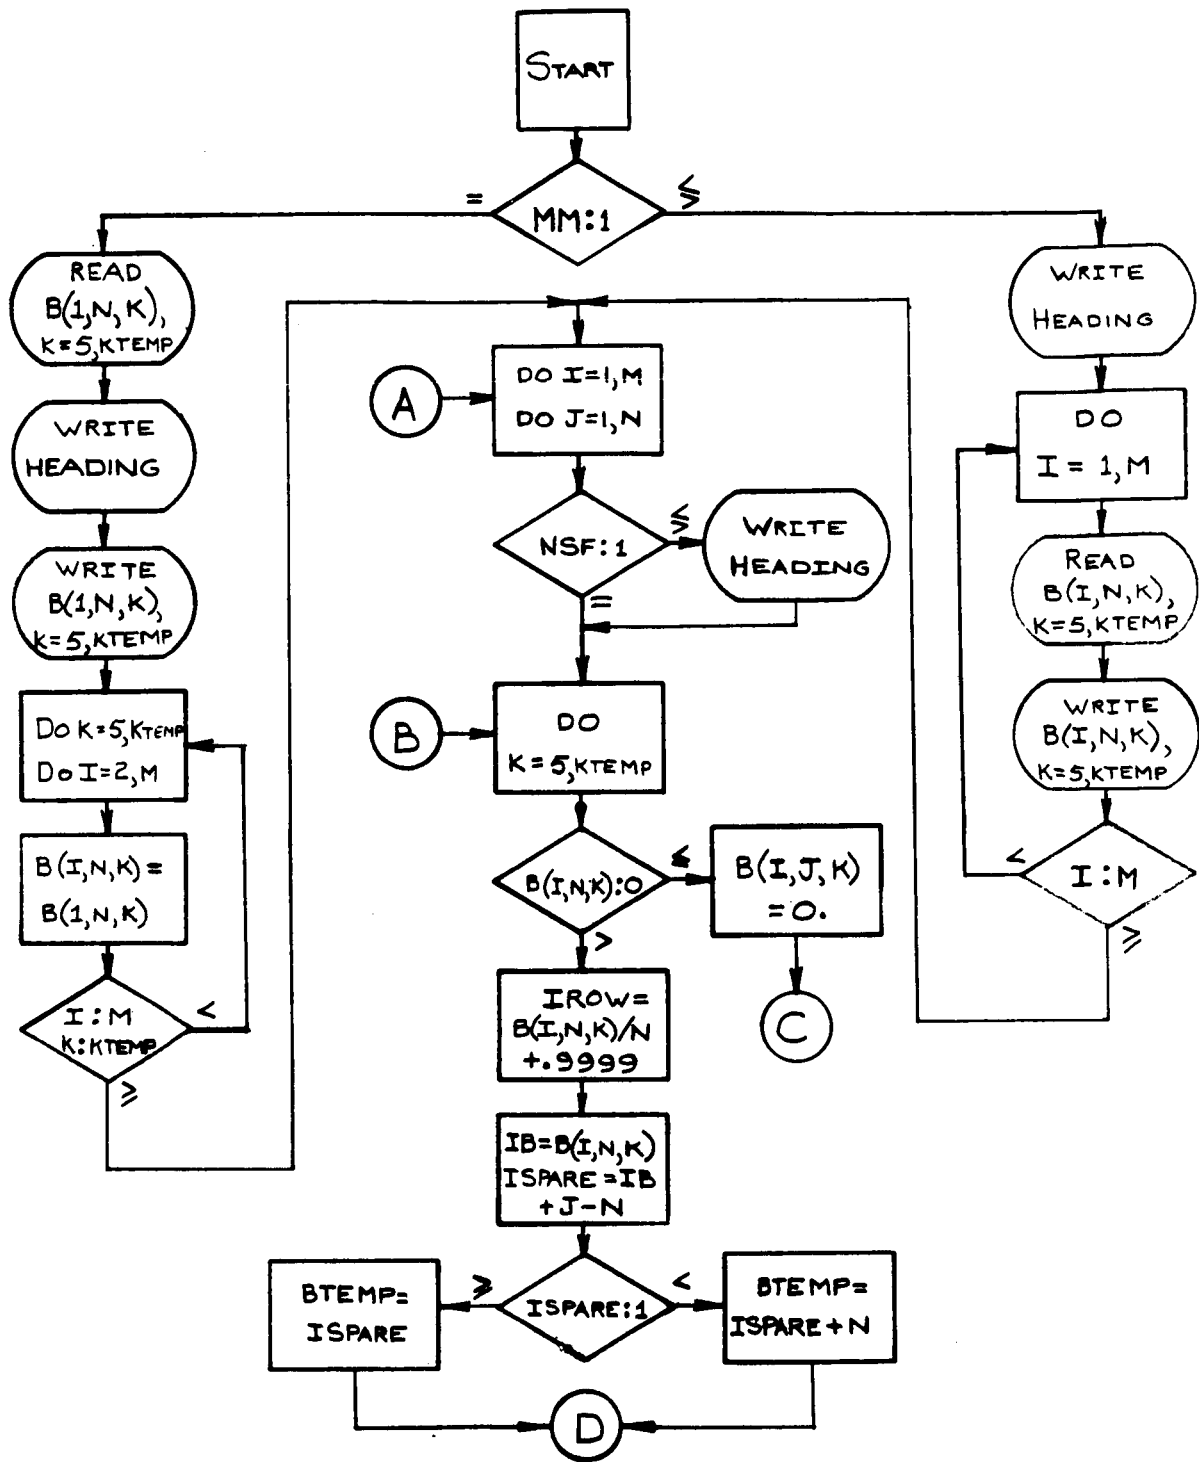 START
MM:1
=
≤
>
READ
B(1,N,K),
K=5,KTEMP
WRITE
HEADING
WRITE
B(1,N,K),
K=5,KTEMP
DO K=5,KTEMP
DO I=2,M
B(I,N,K)=
B(1,N,K)
I:M
K:KTEMP
<
≥
A
DO I=1,M
DO J=1,N
NSF:1
≤
>
=
WRITE
HEADING
B
DO
K=5,KTEMP
B(I,N,K):0
≤
>
B(I,J,K)
=0.
C
IROW=
B(I,N,K)/N
+.9999
IB=B(I,N,K)
ISPARE=IB
+J-N
ISPARE:1
≥
<
BTEMP=
ISPARE
BTEMP=
ISPARE+N
D
WRITE
HEADING
DO
I=1,M
READ
B(I,N,K),
K=5,KTEMP
WRITE
B(I,N,K),
K=5,KTEMP
I:M
<
≥